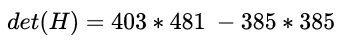 det(H) = 403 * 481 − 385 * 385